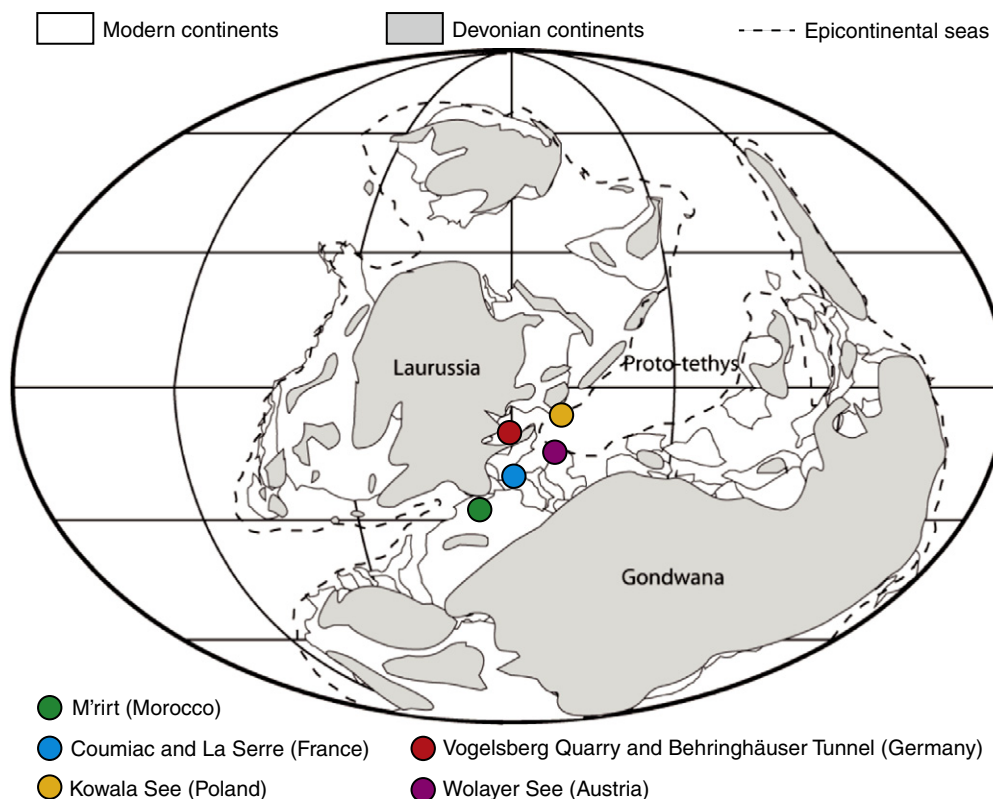 Modern continents
Devonian continents
Epicontinental seas
Laurussia
Proto-tethys
Gondwana
M'rirt (Morocco)
Coumiac and La Serre (France)
Vogelsberg Quarry and Behringhäuser Tunnel (Germany)
Kowala See (Poland)
Wolayer See (Austria)